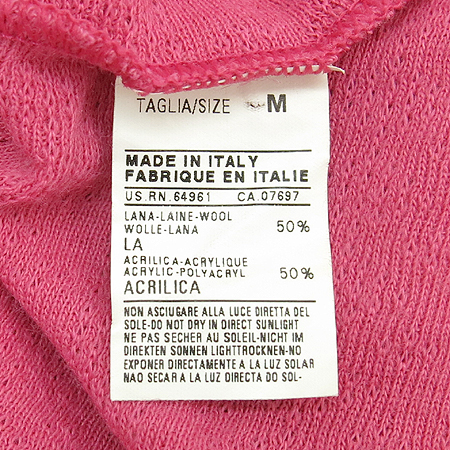 TAGLIA/SIZE M
MADE IN ITALY
FABRIQUE EN ITALIE
US.RN.64961 CA.07697
LANA-LAINE-WOOL
WOLLE-LANA 50%
LA
ACRILICA-ACRYLIQUE
ACRYLIC-POLYACRYL 50%
ACRILICA
NON ASCIUGARE ALLA LUCE DIRETTA DEL
SOLE-DO NOT DRY IN DIRECT SUNLIGHT
NE PAS SECHER AU SOLEIL-NICHT IM
DIREKTEN SONNEN LIGHTTROCKNEN-NO
EXPONER DIRECTAMENTE A LA LUZ SOLAR
NAO SECAR A LA LUZ DIRECTA DO SOL-